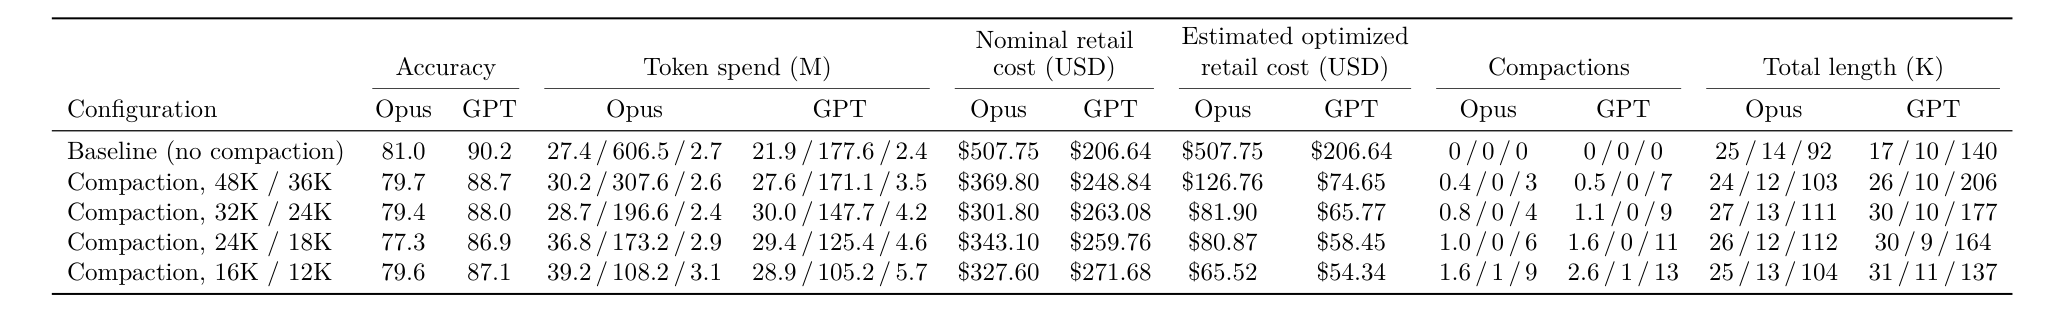 Nominal retail Estimated optimized
Accuracy Token spend (M) cost (USD) retail cost (USD) Compactions Total length (K)
Configuration Opus GPT Opus GPT Opus GPT Opus GPT Opus GPT Opus GPT
Baseline (no compaction) 81.0 90.2 27.4 / 606.5 / 2.7 21.9 / 177.6 / 2.4 $507.75 $206.64 $507.75 $206.64 0 / 0 / 0 0 / 0 / 0 25 / 14 / 92 17 / 10 / 140
Compaction, 48K / 36K 79.7 88.7 30.2 / 307.6 / 2.6 27.6 / 171.1 / 3.5 $369.80 $248.84 $126.76 $74.65 0.4 / 0 / 3 0.5 / 0 / 7 24 / 12 / 103 26 / 10 / 206
Compaction, 32K / 24K 79.4 88.0 28.7 / 196.6 / 2.4 30.0 / 147.7 / 4.2 $301.80 $263.08 $81.90 $65.77 0.8 / 0 / 4 1.1 / 0 / 9 27 / 13 / 111 30 / 10 / 177
Compaction, 24K / 18K 77.3 86.9 36.8 / 173.2 / 2.9 29.4 / 125.4 / 4.6 $343.10 $259.76 $80.87 $58.45 1.0 / 0 / 6 1.6 / 0 / 11 26 / 12 / 112 30 / 9 / 164
Compaction, 16K / 12K 79.6 87.1 39.2 / 108.2 / 3.1 28.9 / 105.2 / 5.7 $327.60 $271.68 $65.52 $54.34 1.6 / 1 / 9 2.6 / 1 / 13 25 / 13 / 104 31 / 11 / 137